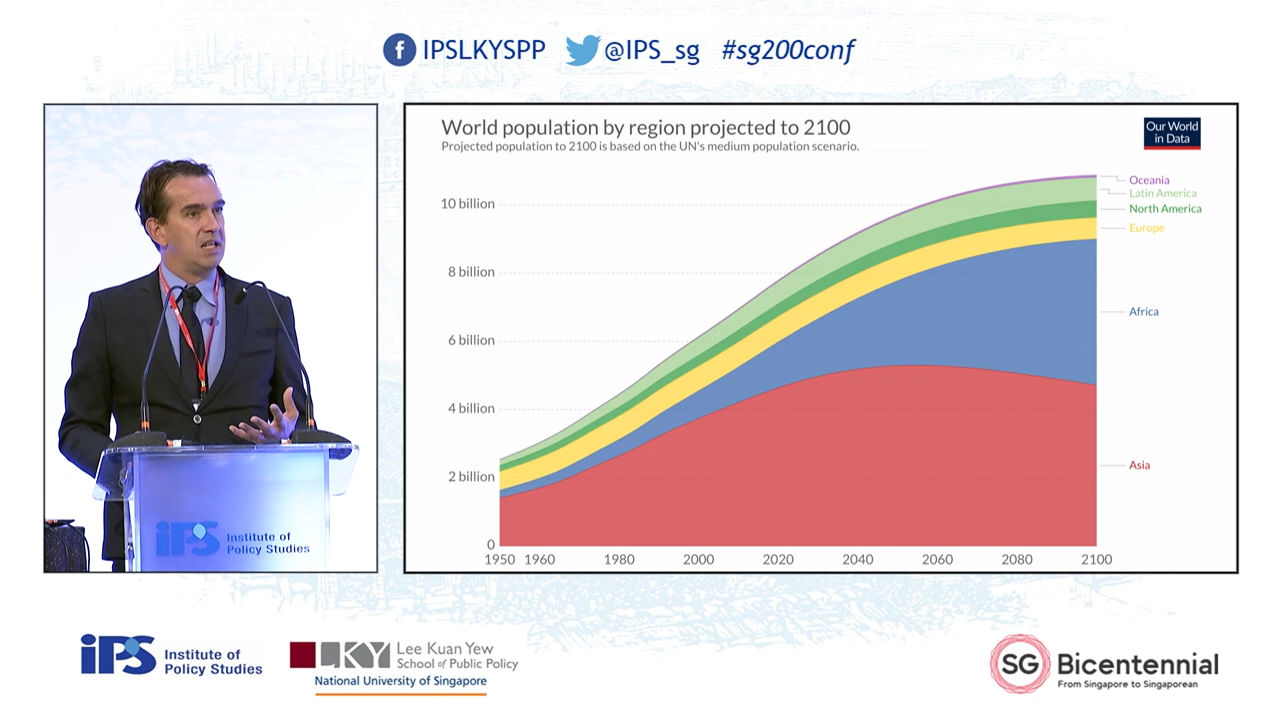 IPSLKYSPP @IPS_sg #sg200conf
World population by region projected to 2100
Projected population to 2100 is based on the UN's medium population scenario.
Our World
in Data
10 billion
8 billion
6 billion
4 billion
2 billion
0
1950 1960 1980 2000 2020 2040 2060 2080 2100
Oceania
Latin America
North America
Europe
Africa
Asia
iPS Institute of
Policy Studies
iPS Institute of
Policy Studies
LKY Lee Kuan Yew
School of Public Policy
National University of Singapore
SG Bicentennial
From Singapore to Singaporean